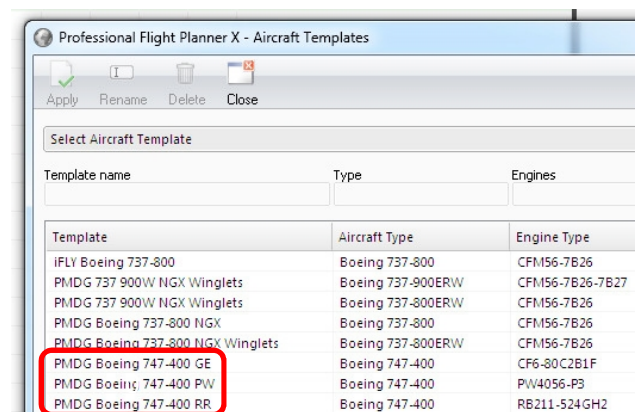 Professional Flight Planner X - Aircraft Templates
Apply Rename Delete Close
Select Aircraft Template
Template name Type Engines
Template Aircraft Type Engine Type
iFLY Boeing 737-800 Boeing 737-800 CFM56-7B26
PMDG 737 900W NGX Winglets Boeing 737-900ERW CFM56-7B26-7B27
PMDG 737 900W NGX Winglets Boeing 737-800ERW CFM56-7B26
PMDG Boeing 737-800 NGX Boeing 737-800 CFM56-7B26
PMDG Boeing 737-800 NGX Winglets Boeing 737-800ERW CFM56-7B26
PMDG Boeing 747-400 GE Boeing 747-400 CF6-80C2B1F
PMDG Boeing 747-400 PW Boeing 747-400 PW4056-P3
PMDG Boeing 747-400 RR Boeing 747-400 RB211-524GH2